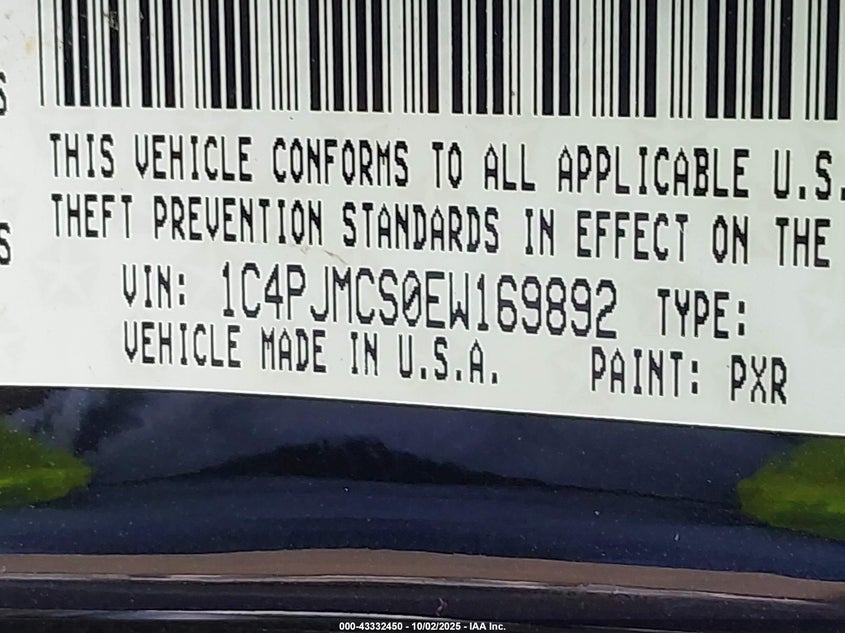 THIS VEHICLE CONFORMS TO ALL APPLICABLE U.S.
THEFT PREVENTION STANDARDS IN EFFECT ON THE
VIN: 1C4PJMCS0EW169892 TYPE:
VEHICLE MADE IN U.S.A. PAINT: PXR
000-43332450 - 10/02/2025 - IAA Inc.